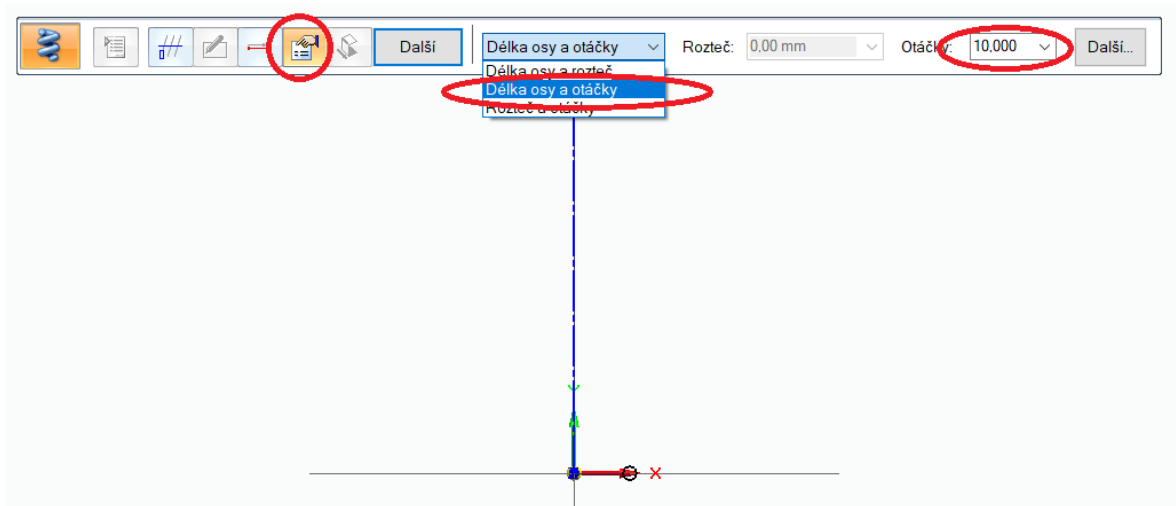 Další Délka osy a otáčky Rozteč: 0,00 mm Otáčky: 10,000 Další...
Délka osy a rozteč
Délka osy a otáčky
Rozteč a otáčky
Y
X